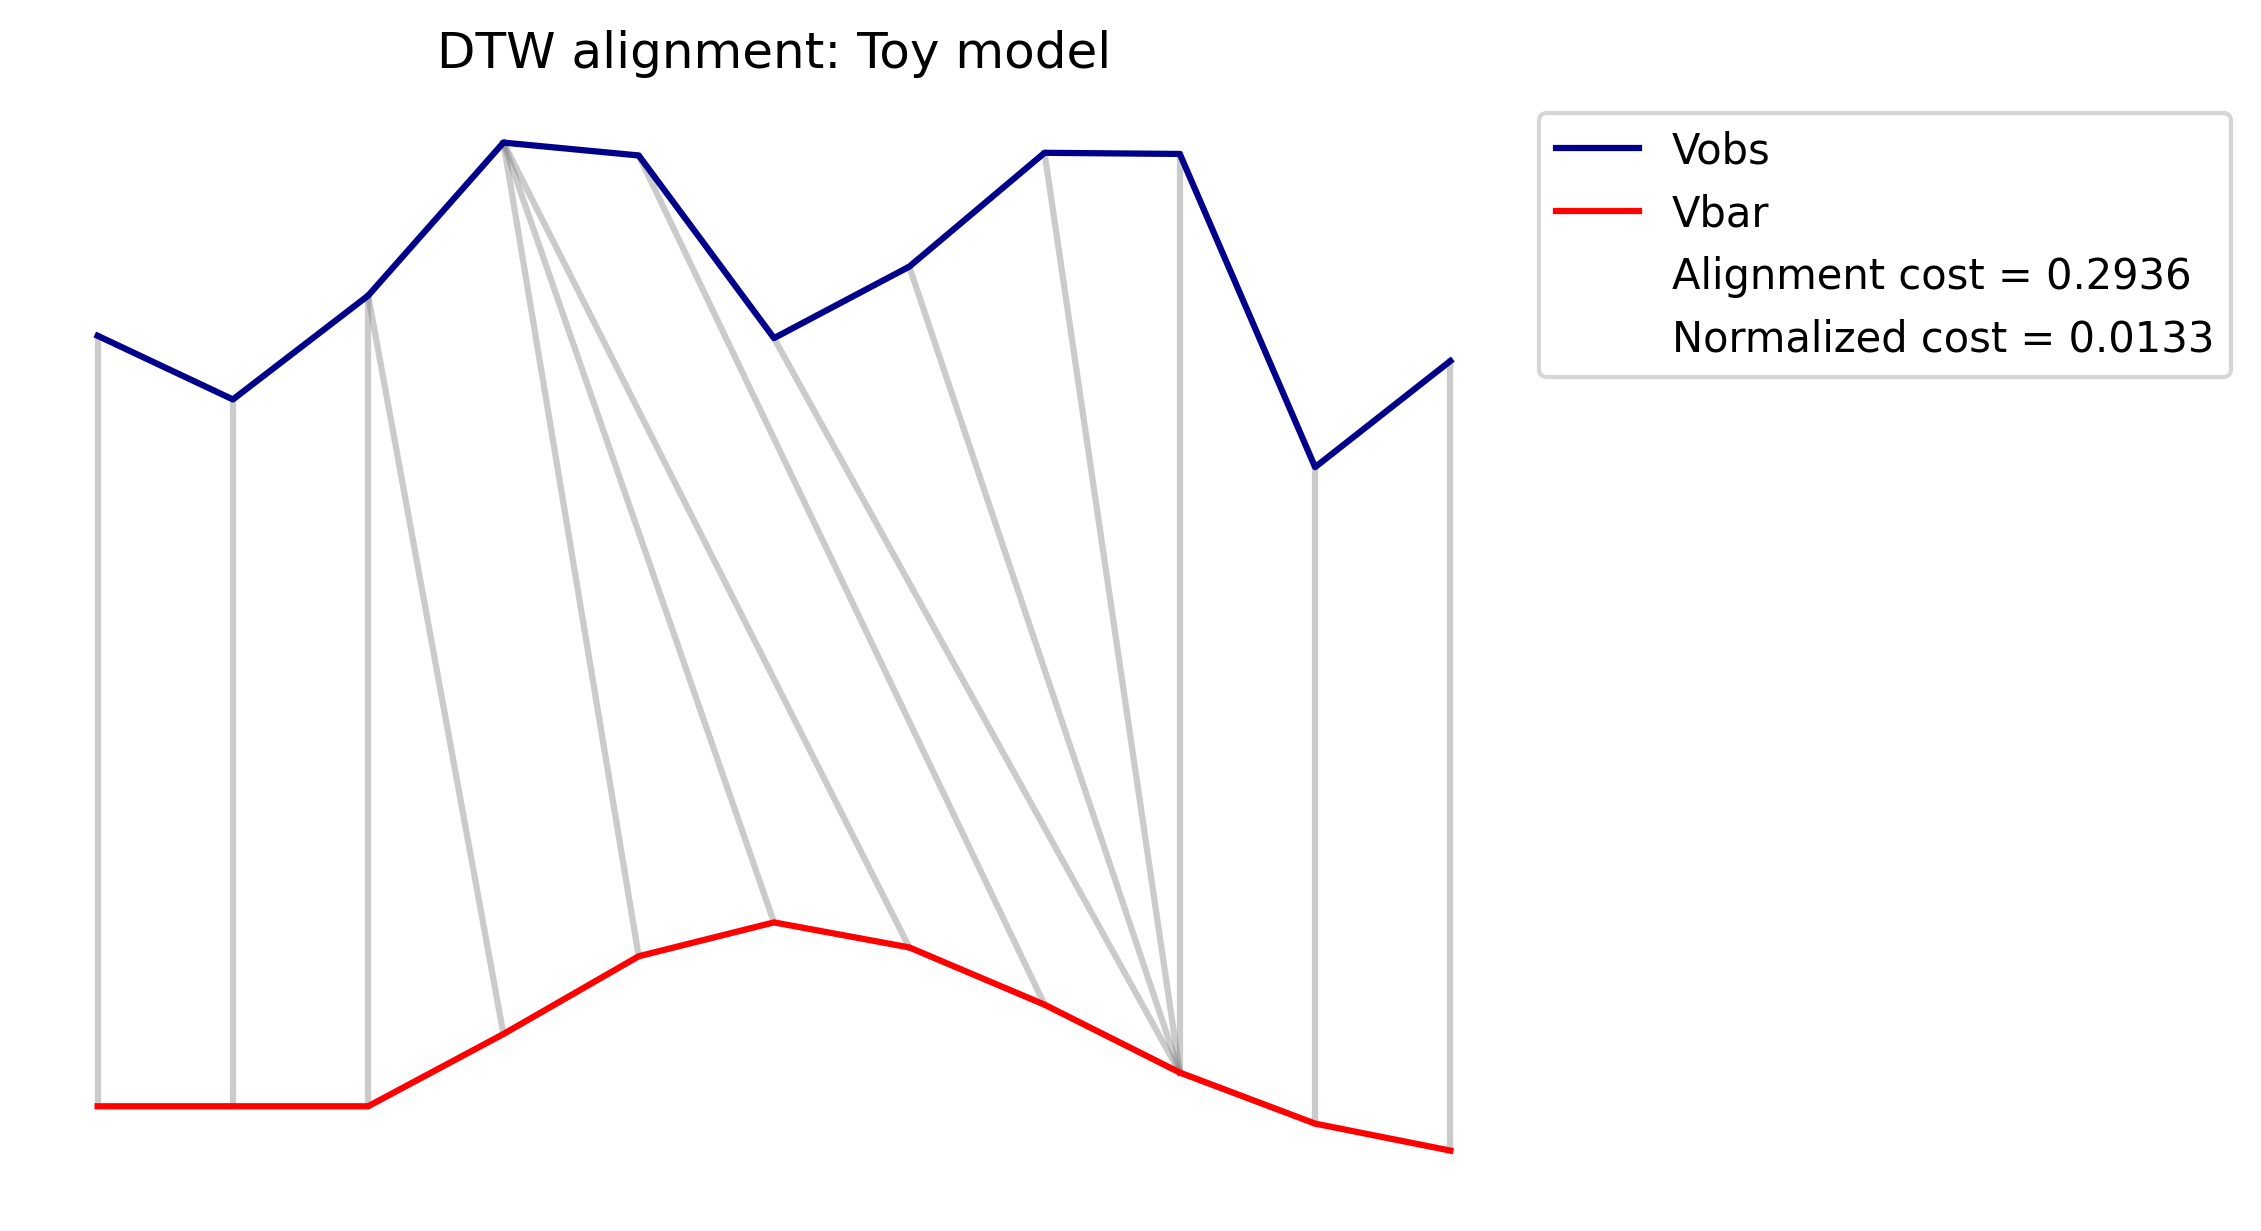 DTW alignment: Toy model
Vobs
Vbar
Alignment cost = 0.2936
Normalized cost = 0.0133